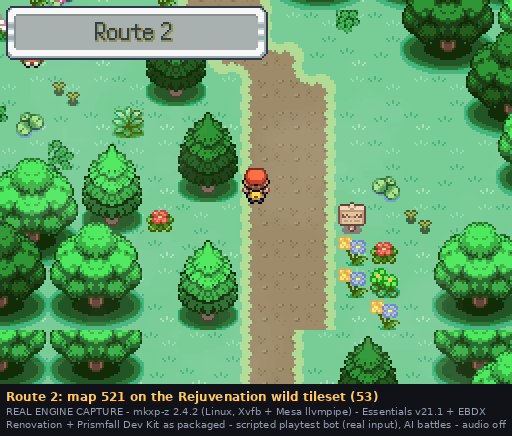 Route 2
Route 2: map 521 on the Rejuvenation wild tileset (53)
REAL ENGINE CAPTURE - mkxp-z 2.4.2 (Linux, Xvfb + Mesa llvmpipe) - Essentials v21.1 + EBDX
Renovation + Prismfall Dev Kit as packaged - scripted playtest bot (real input), AI battles - audio off